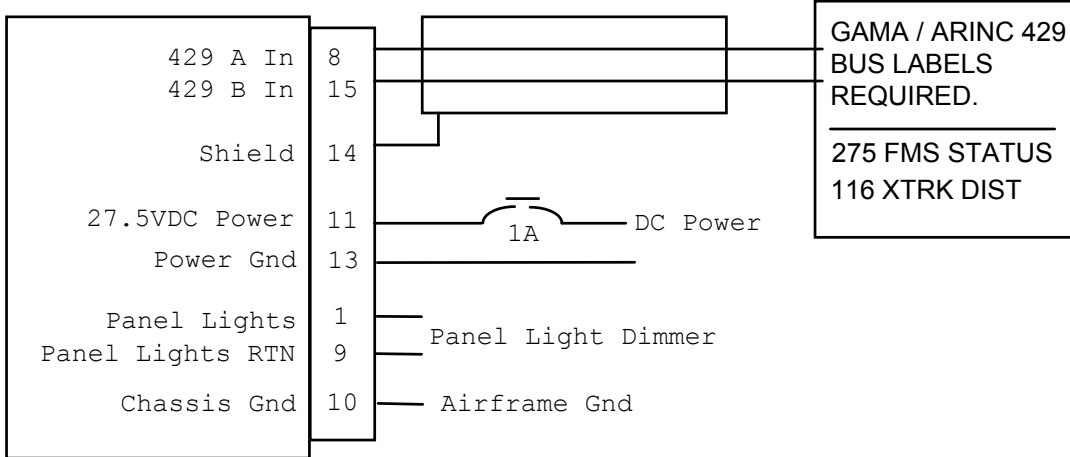 429 A In 8
429 B In 15
Shield 14
27.5VDC Power 11 1A DC Power
Power Gnd 13
Panel Lights 1
Panel Light Dimmer
Panel Lights RTN 9
Chassis Gnd 10 Airframe Gnd
GAMA / ARINC 429
BUS LABELS
REQUIRED.
275 FMS STATUS
116 XTRK DIST